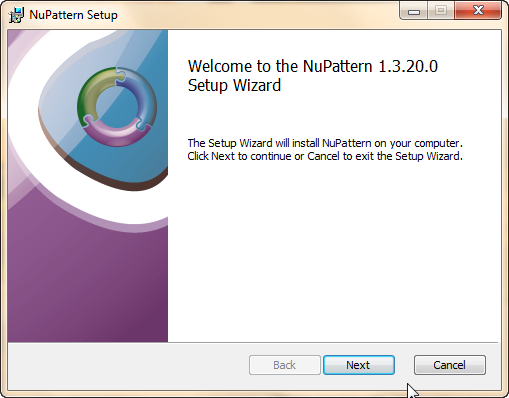 NuPattern Setup
Welcome to the NuPattern 1.3.20.0
Setup Wizard
The Setup Wizard will install NuPattern on your computer.
Click Next to continue or Cancel to exit the Setup Wizard.
Back
Next
Cancel